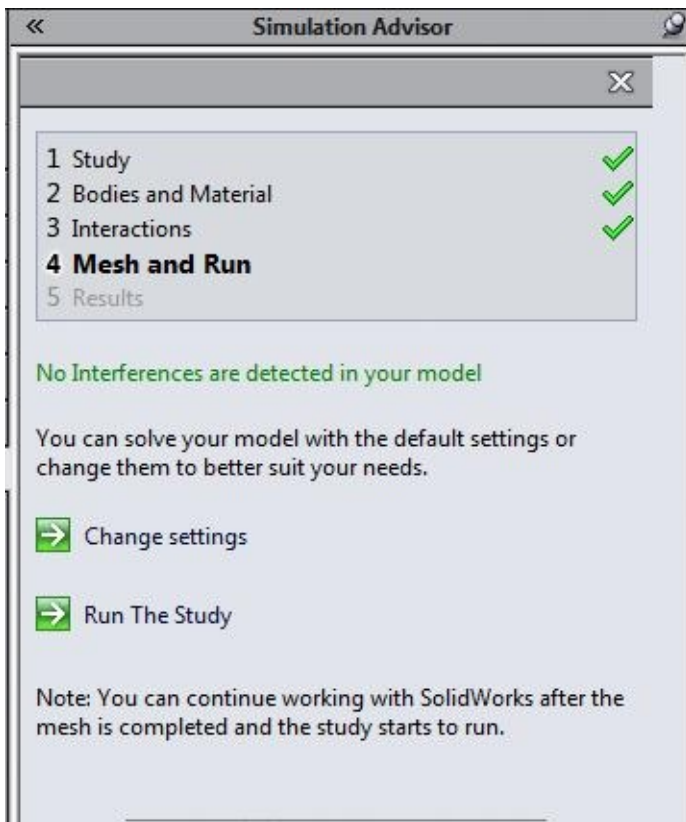 Simulation Advisor
1 Study
2 Bodies and Material
3 Interactions
4 Mesh and Run
5 Results
No Interferences are detected in your model
You can solve your model with the default settings or
change them to better suit your needs.
Change settings
Run The Study
Note: You can continue working with SolidWorks after the
mesh is completed and the study starts to run.